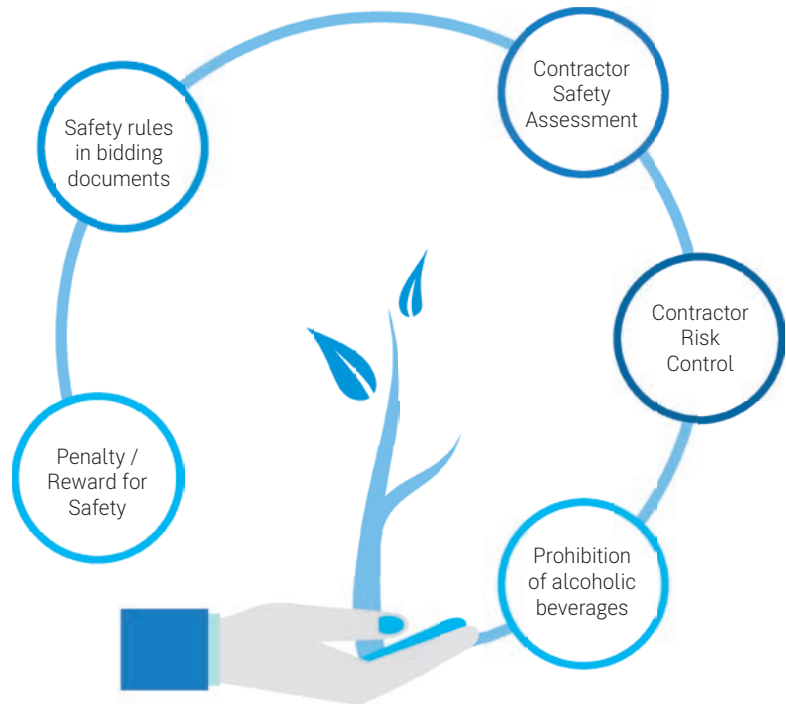 Contractor
Safety
Assessment
Safety rules
in bidding
documents
Contractor
Risk
Control
Penalty /
Reward for
Safety
Prohibition
of alcoholic
beverages